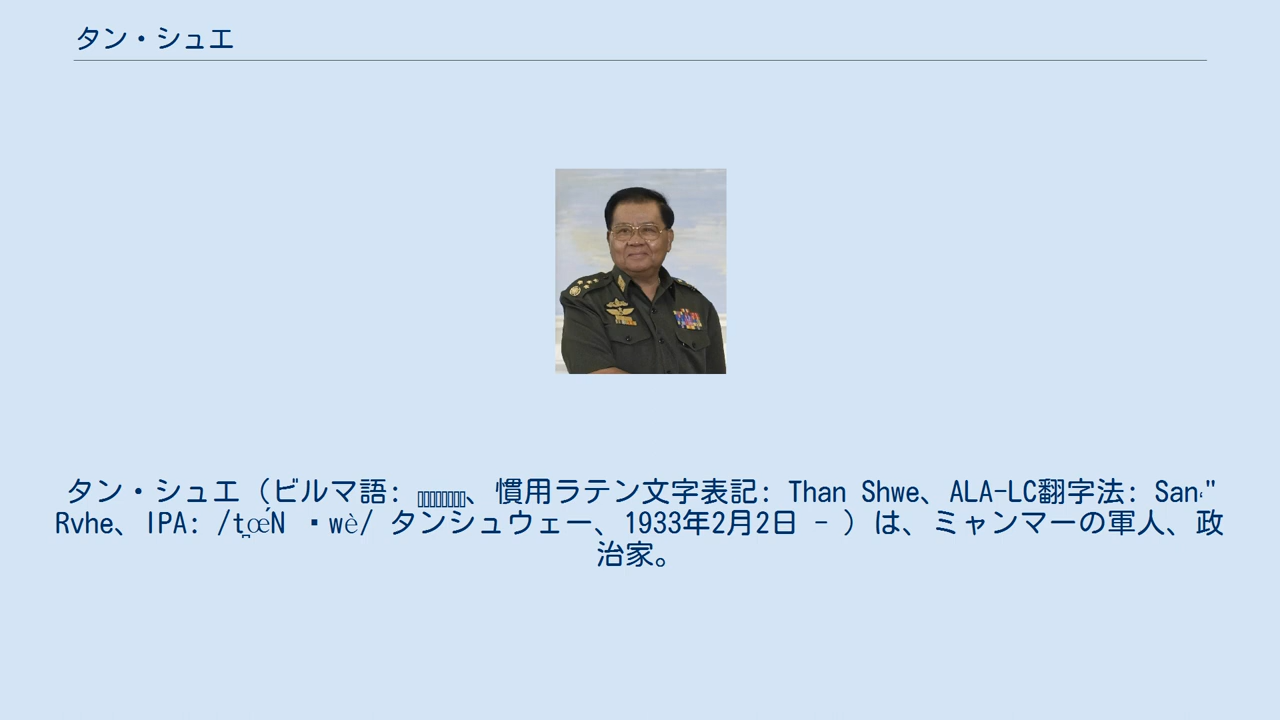 タン・シュエ
タン・シュエ（ビルマ語: 、慣用ラテン文字表記: Than Shwe、ALA-LC翻字法: Sanʻ"
Rvhe、IPA: /t̪œ́N wè/ タンシュウェー、1933年2月2日 - ）は、ミャンマーの軍人、政
治家。